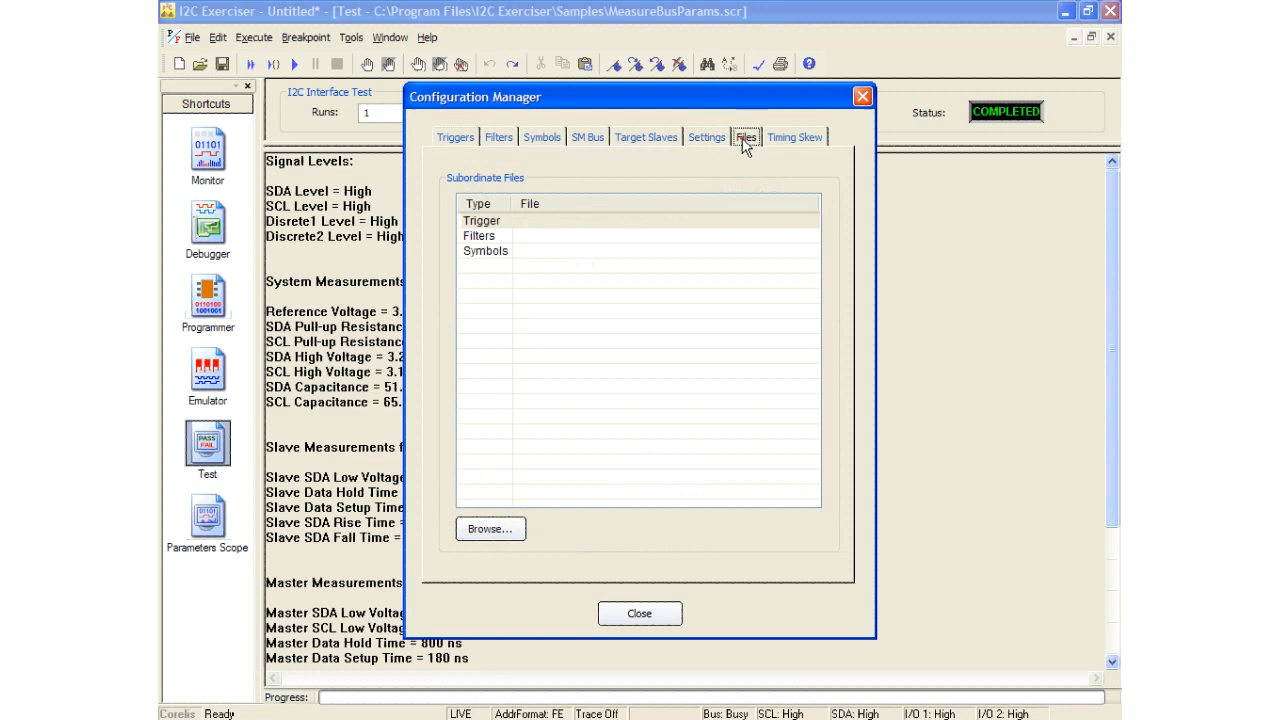 I2C Exerciser - Untitled* - [Test - C:\Program Files\I2C Exerciser\Samples\MeasureBusParams.scr]
File Edit Execute Breakpoint Tools Window Help
Shortcuts
Monitor
Debugger
Programmer
Emulator
Test
Parameters Scope
I2C Interface Test
Runs: 1
Status: COMPLETED
Signal Levels:
SDA Level = High
SCL Level = High
Disrete1 Level = High
Discrete2 Level = High
System Measurements
Reference Voltage = 3.
SDA Pull-up Resistanc
SCL Pull-up Resistanc
SDA High Voltage = 3.2
SCL High Voltage = 3.1
SDA Capacitance = 51.
SCL Capacitance = 65.
Slave Measurements f
Slave SDA Low Voltage
Slave Data Hold Time
Slave Data Setup Time
Slave SDA Rise Time =
Slave SDA Fall Time =
Master Measurements
Master SDA Low Voltag
Master SCL Low Voltag
Master Data Hold Time = 800 ns
Master Data Setup Time = 180 ns
Configuration Manager
Triggers Filters Symbols SM Bus Target Slaves Settings Files Timing Skew
Subordinate Files
Type File
Trigger
Filters
Symbols
Browse...
Close
Progress:
Corelis Ready LIVE AddrFormat: FE Trace Off Bus: Busy SCL: High SDA: High I/O 1: High I/O 2: High